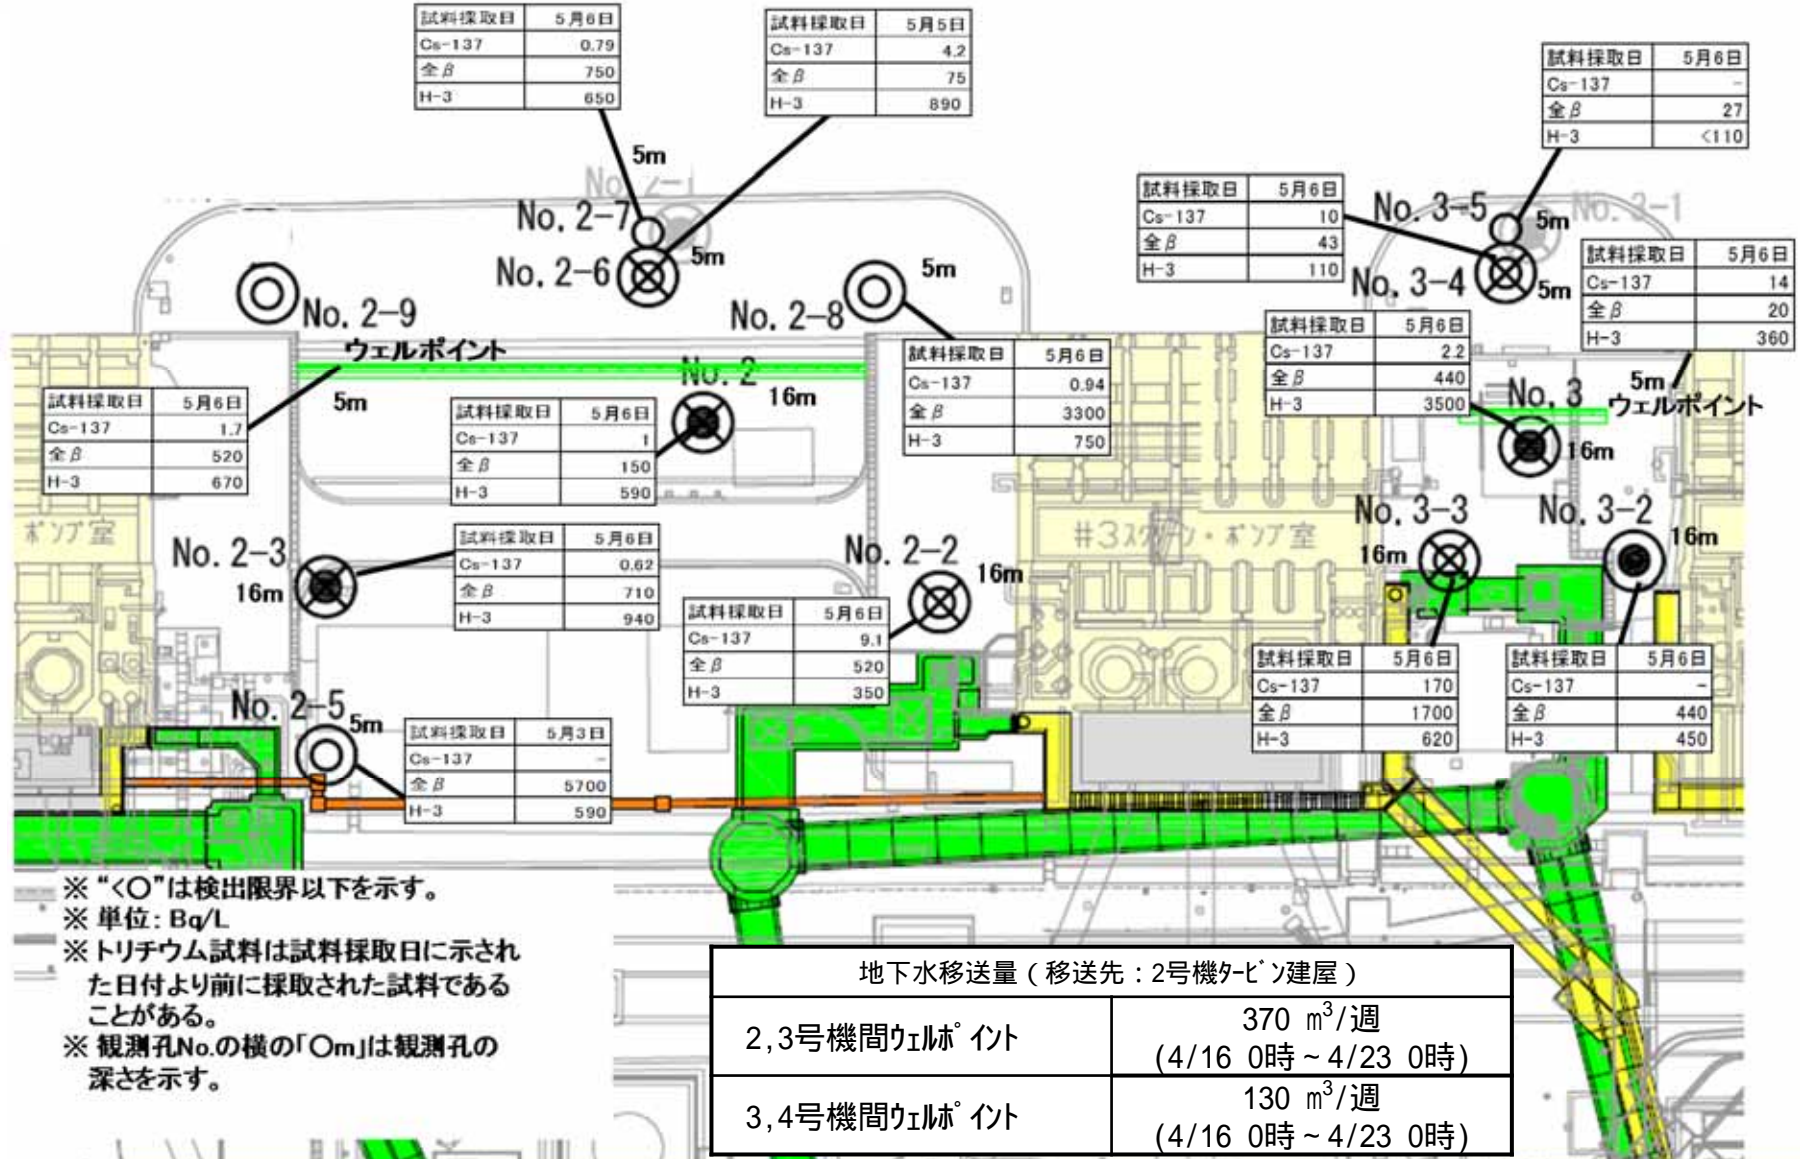 試料採取日 5月6日
Cs-137 0.79
全β 750
H-3 650
試料採取日 5月5日
Cs-137 4.2
全β 75
H-3 890
試料採取日 5月6日
Cs-137 -
全β 27
H-3 <110
5m
No. 2-1
No. 2-7
No. 2-6
5m
試料採取日 5月6日
Cs-137 10
全β 43
H-3 110
No. 3-5
5m
No. 3-1
No. 3-4
5m
試料採取日 5月6日
Cs-137 14
全β 20
H-3 360
No. 2-9
No. 2-8
5m
ウェルポイント
5m
試料採取日 5月6日
Cs-137 1.7
全β 520
H-3 670
No. 2
16m
試料採取日 5月6日
Cs-137 1
全β 150
H-3 590
試料採取日 5月6日
Cs-137 0.94
全β 3300
H-3 750
試料採取日 5月6日
Cs-137 2.2
全β 440
H-3 3500
No. 3
16m
5m
ウェルポイント
ポンプ室
No. 2-3
16m
試料採取日 5月6日
Cs-137 0.62
全β 710
H-3 940
No. 2-2
16m
試料採取日 5月6日
Cs-137 9.1
全β 520
H-3 350
#3スクリーン・ポンプ室
No. 3-3
16m
No. 3-2
16m
試料採取日 5月6日
Cs-137 170
全β 1700
H-3 620
試料採取日 5月6日
Cs-137 -
全β 440
H-3 450
No. 2-5
5m
試料採取日 5月3日
Cs-137 -
全β 5700
H-3 590
※ “<○”は検出限界以下を示す。
※ 単位: Bq/L
※ トリチウム試料は試料採取日に示され
た日付より前に採取された試料である
ことがある。
※ 観測孔No.の横の「○m」は観測孔の
深さを示す。
地下水移送量(移送先:2号機ﾀｰﾋﾞﾝ建屋)
2,3号機間ｳｪﾙﾎﾟｲﾝﾄ 370 m³/週
(4/16 0時~4/23 0時)
3,4号機間ｳｪﾙﾎﾟｲﾝﾄ 130 m³/週
(4/16 0時~4/23 0時)